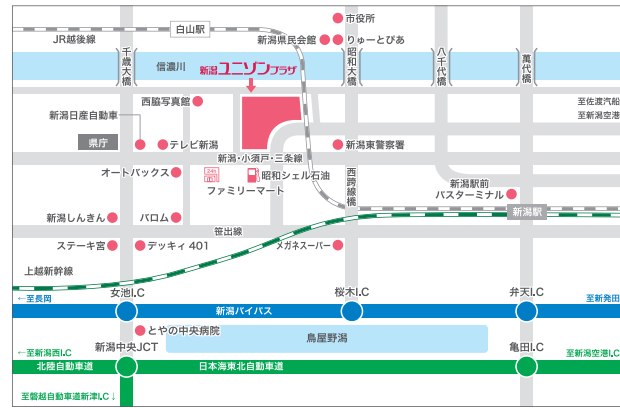 市役所
白山駅
JR越後線
新潟県民会館
りゅーとぴあ
千歳大橋
昭和大橋
八千代橋
萬代橋
信濃川
新潟ユニゾンプラザ
西脇写真館
至佐渡汽船
新潟日産自動車
至新潟空港
県庁
テレビ新潟
新潟東警察署
新潟・小須戸・三条線
オートバックス
24h
昭和シェル石油
ファミリーマート
西跨線橋
新潟駅前
バスターミナル
新潟しんきん
バロム
新潟駅
笹出線
ステーキ宮
デッキィ 401
メガネスーパー
上越新幹線
女池I.C
桜木I.C
弁天I.C
←至長岡
新潟バイパス
至新発田
とやの中央病院
鳥屋野潟
新潟中央JCT
亀田I.C
←至新潟西I.C
至新潟空港I.C
北陸自動車道
日本海東北自動車道
至磐越自動車道新津I.C↓